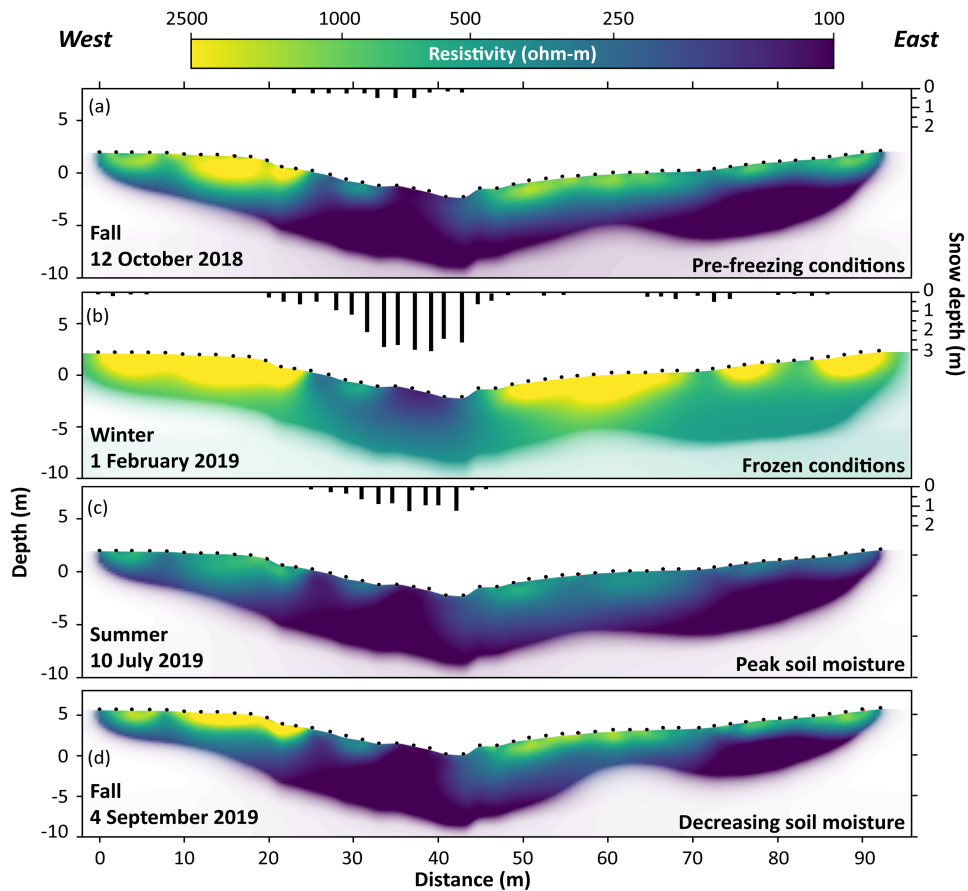 2500 1000 500 250 100
West East
Resistivity (ohm-m)
(a)
5
0
-5
-10
0
1
2
Fall
12 October 2018
Pre-freezing conditions
(b)
5
0
-5
-10
0
1
2
3
Winter
1 February 2019
Frozen conditions
(c)
5
0
-5
-10
0
1
2
Summer
10 July 2019
Peak soil moisture
(d)
5
0
-5
-10
Fall
4 September 2019
Decreasing soil moisture
Depth (m)
Snow depth (m)
0 10 20 30 40 50 60 70 80 90
Distance (m)